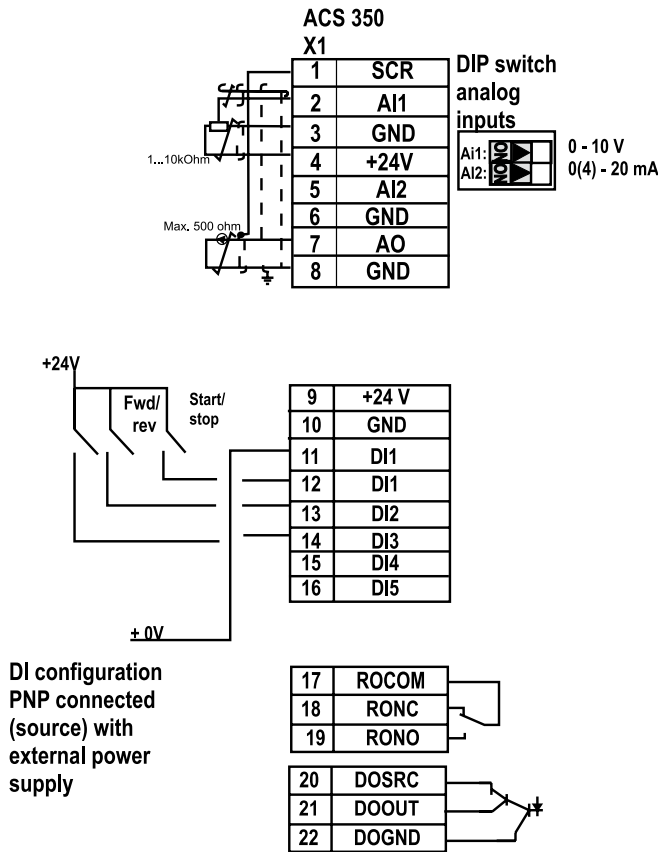 ACS 350
X1
1 SCR
2 AI1
3 GND
4 +24V
5 AI2
6 GND
7 AO
8 GND
DIP switch
analog
inputs
Ai1: NO 0 - 10 V
AI2: NO 0(4) - 20 mA
1...10kOhm
Max. 500 ohm
+24V
Fwd/
rev
Start/
stop
9 +24 V
10 GND
11 DI1
12 DI1
13 DI2
14 DI3
15 DI4
16 DI5
+ 0V
DI configuration
PNP connected
(source) with
external power
supply
17 ROCOM
18 RONC
19 RONO
20 DOSRC
21 DOOUT
22 DOGND